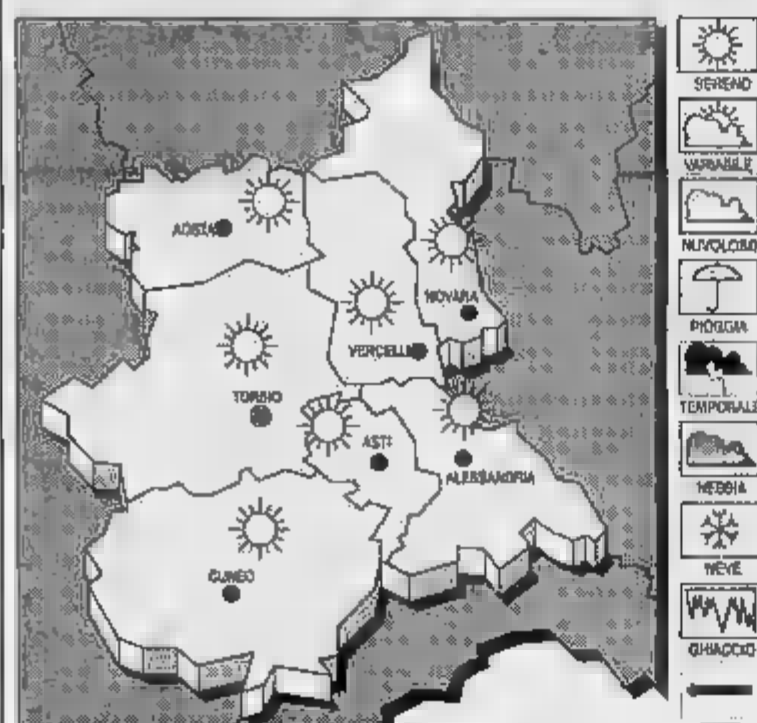 SERENO
VARIABILE
NUVOLOSO
PIOGGIA
TEMPORALE
NEBBIA
NEVE
GHIACCIO
AOSTA
NOVARA
VERCELLI
TORINO
ASTI
ALESSANDRIA
CUNEO